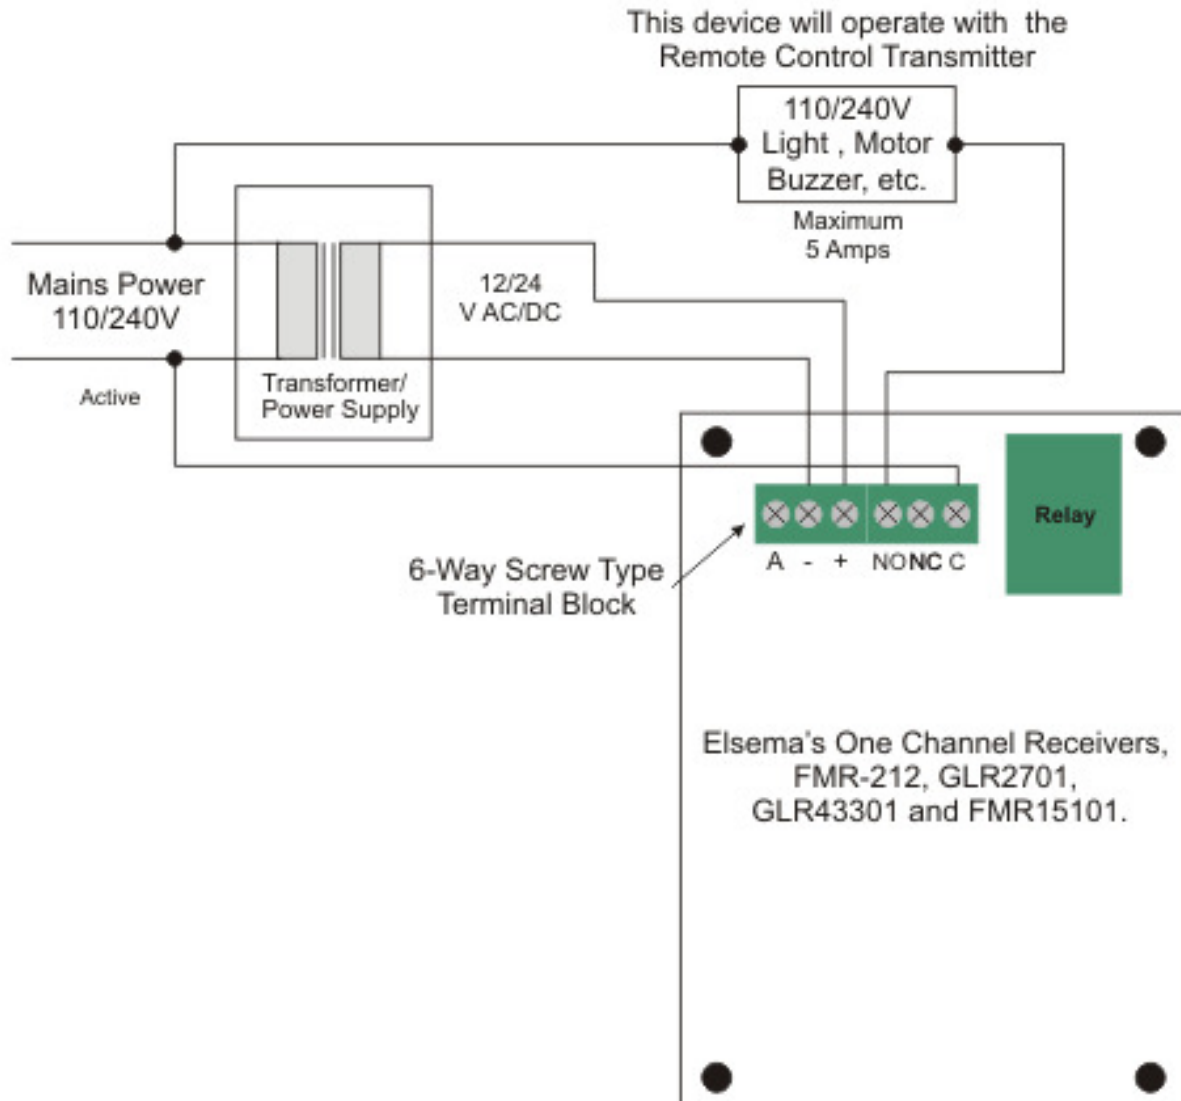 This device will operate with the
Remote Control Transmitter
110/240V
Light , Motor
Buzzer, etc.
Maximum
5 Amps
Mains Power
110/240V
12/24
V AC/DC
Active
Transformer/
Power Supply
Relay
A - + NO NC C
6-Way Screw Type
Terminal Block
Elsema's One Channel Receivers,
FMR-212, GLR2701,
GLR43301 and FMR15101.